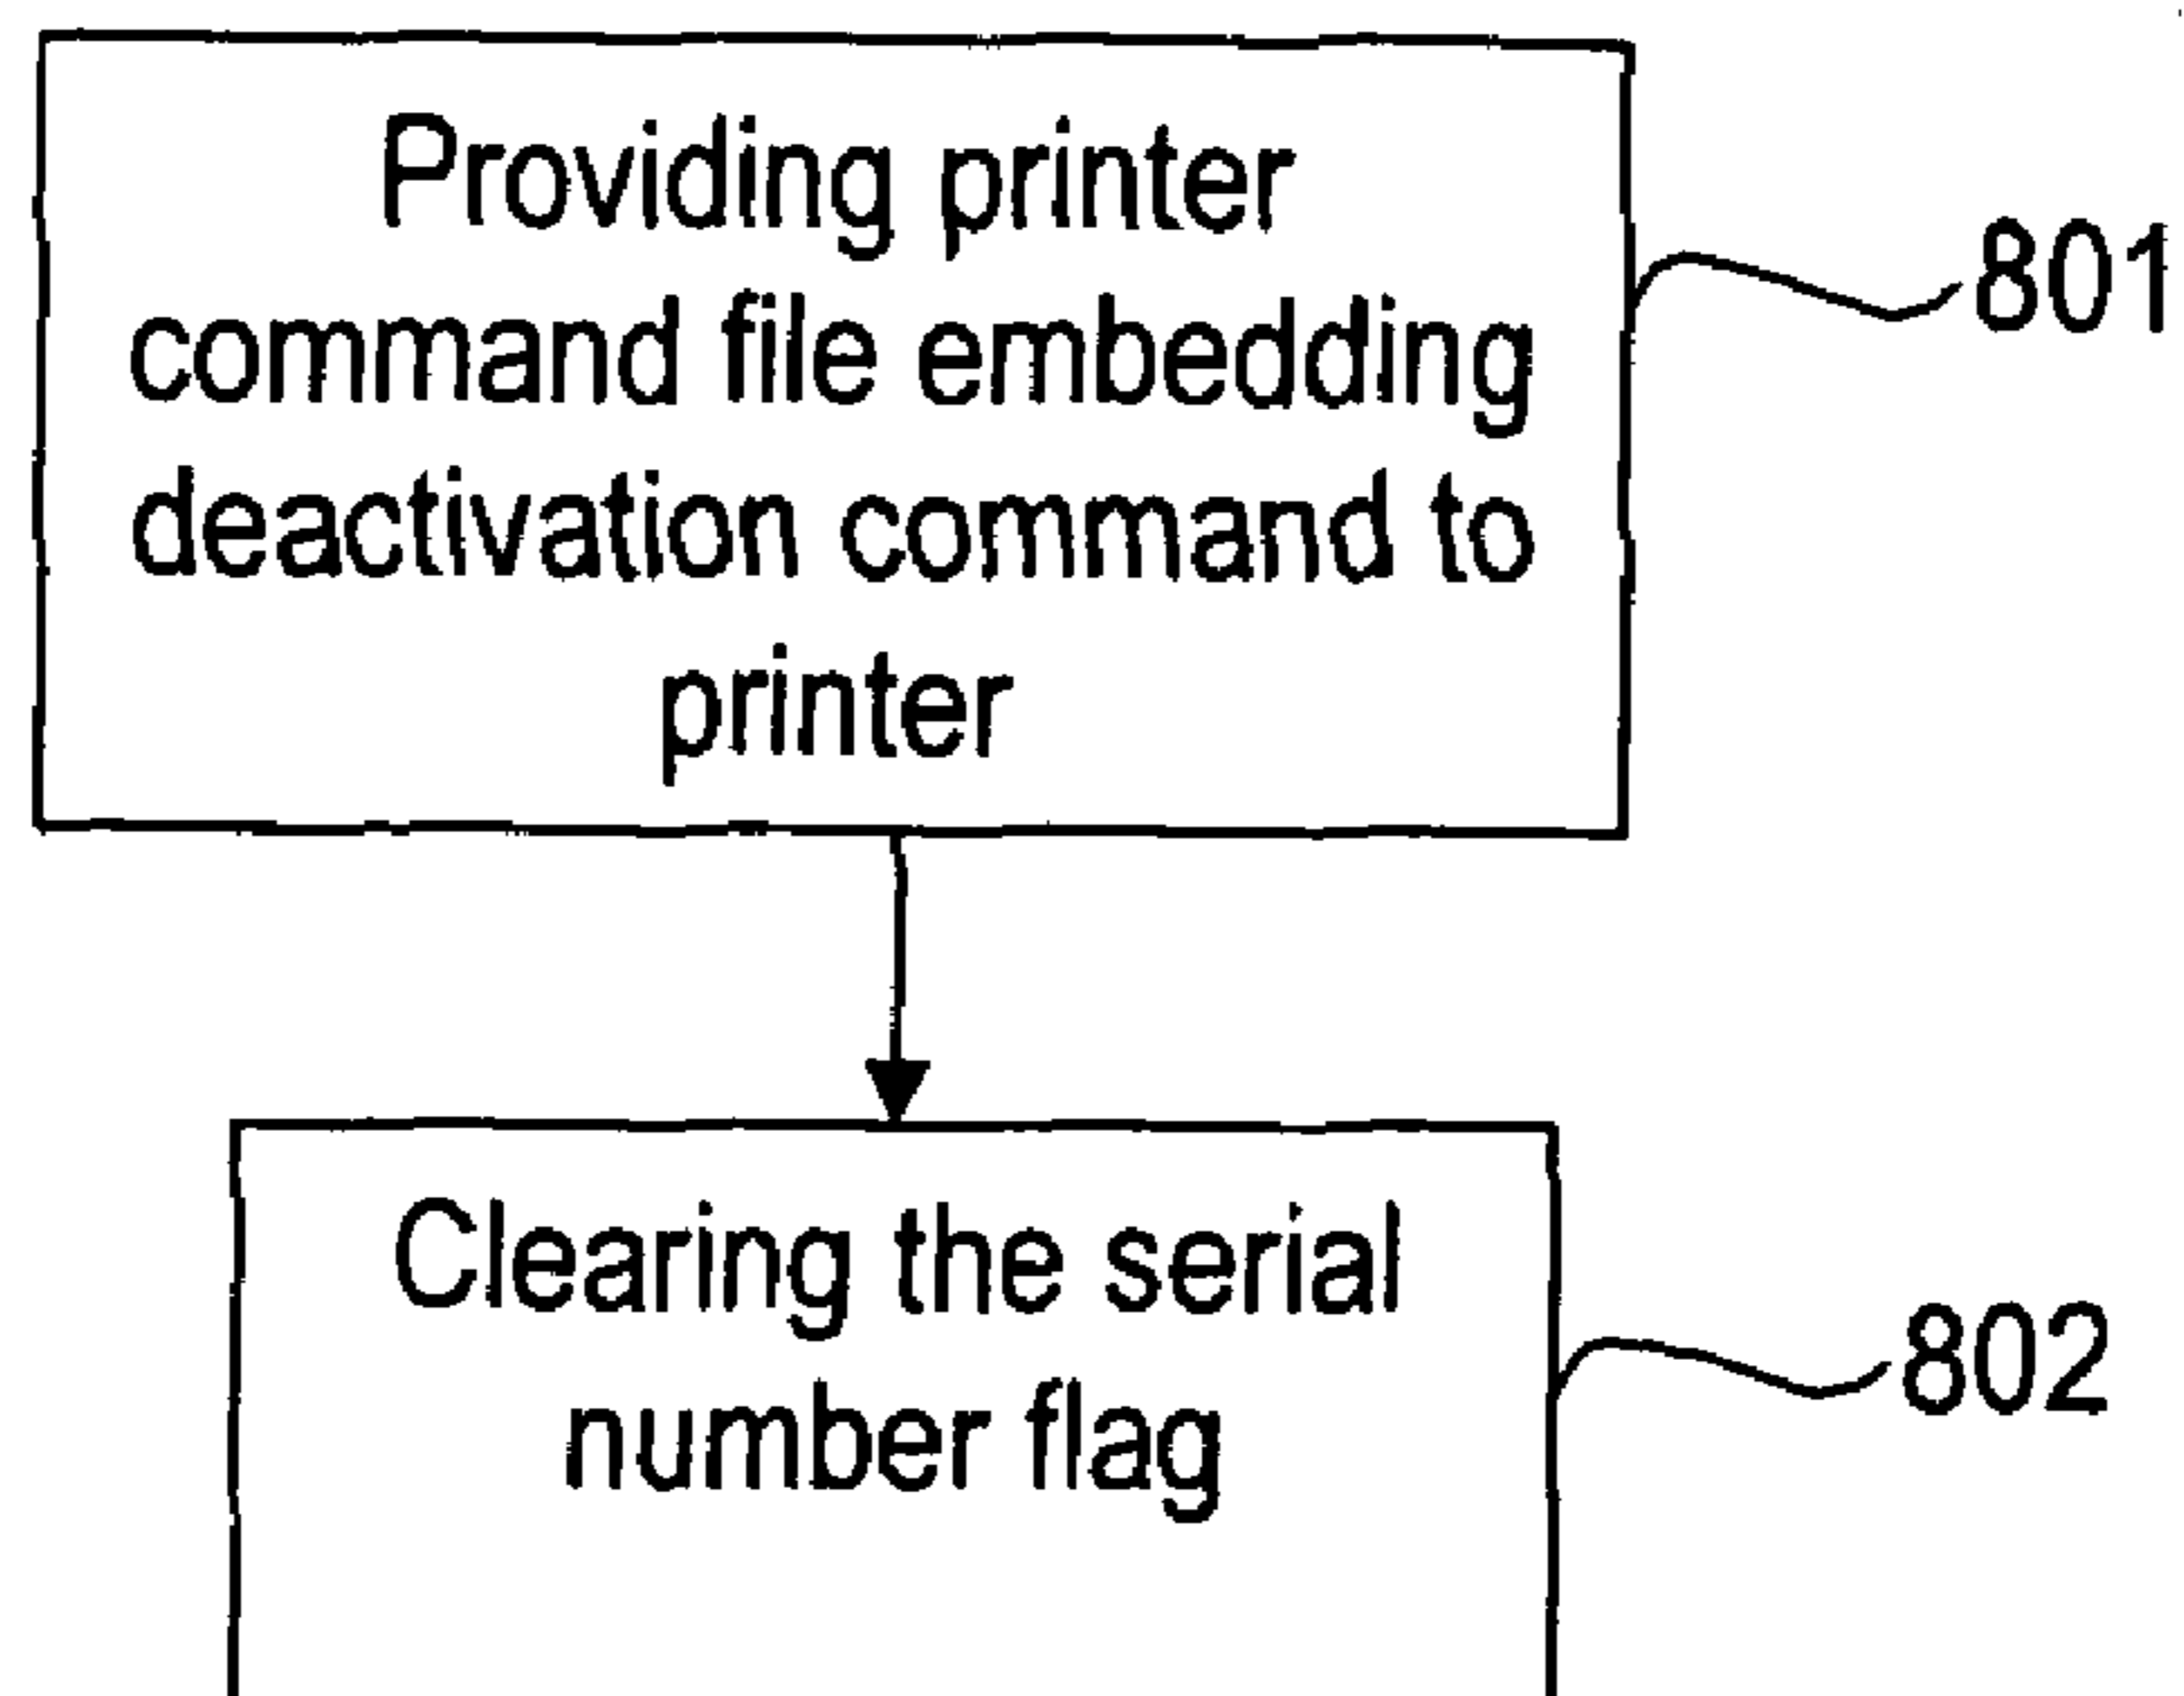 Providing printer
command file embedding
deactivation command to
printer
801
Clearing the serial
number flag
802